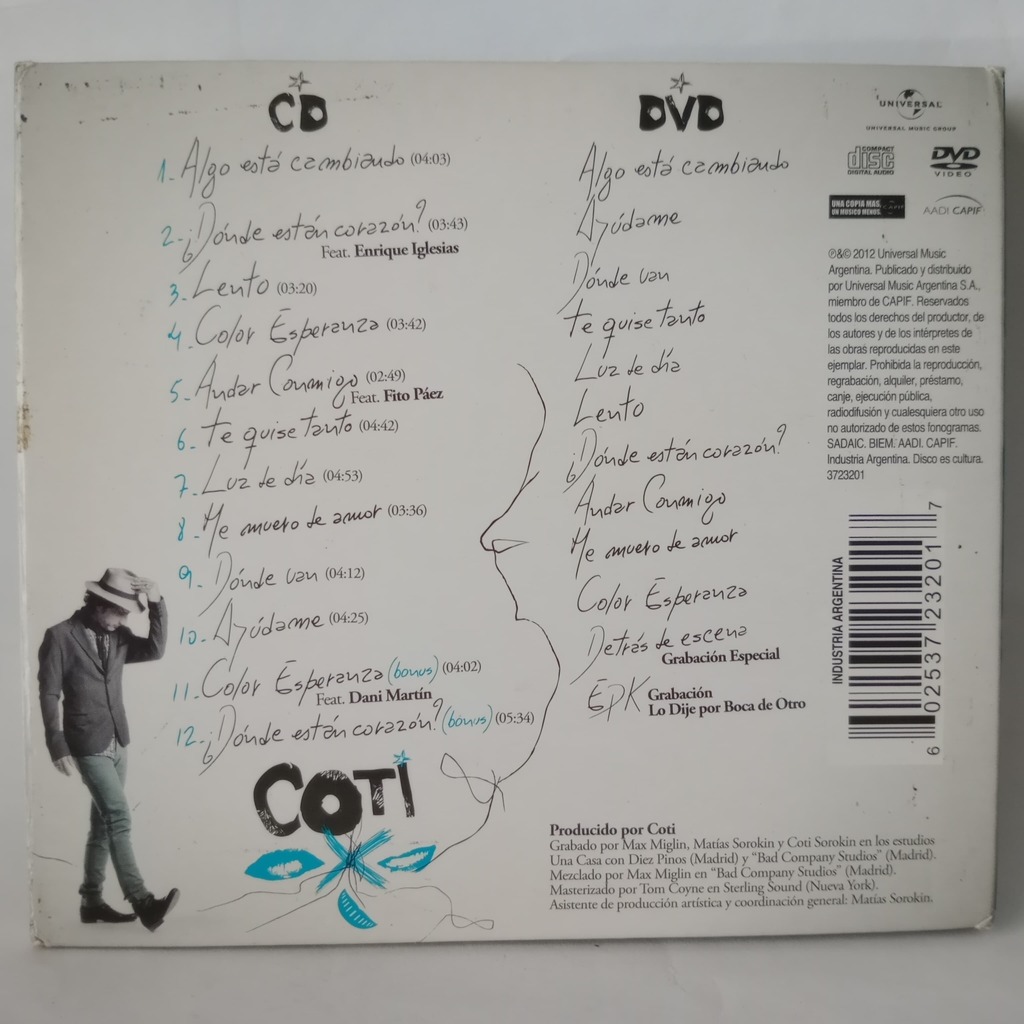 CD
1. Algo está cambiando (04:03)
2. ¿Dónde están corazón? (03:43)
Feat. Enrique Iglesias
3. Lento (03:20)
4. Color Esperanza (03:42)
5. Andar Conmigo (02:49)
Feat. Fito Páez
6. te quise tanto (04:42)
7. Luz de día (04:53)
8. Me muero de amor (03:36)
9. Dónde van (04:12)
10. Ayúdame (04:25)
11. Color Esperanza (bonus) (04:02)
Feat. Dani Martín
12. ¿Dónde están corazón? (bonus) (05:34)
COTI
DVD
Algo está cambiando
Ayúdame
Dónde van
te quise tanto
Luz de día
Lento
¿Dónde están corazón?
Andar Conmigo
Me muero de amor
Color Esperanza
Detrás de escena
Grabación Especial
EPK Grabación
Lo Dije por Boca de Otro
UNIVERSAL
UNIVERSAL MUSIC GROUP
COMPACT
disc
DIGITAL AUDIO
DVD
VIDEO
UNA COPIA MAS,
UN MUSICO MENOS.
CAPIF
AADI CAPIF
℗&© 2012 Universal Music
Argentina. Publicado y distribuido
por Universal Music Argentina S.A.,
miembro de CAPIF. Reservados
todos los derechos del productor, de
los autores y de los intérpretes de
las obras reproducidas en este
ejemplar. Prohibida la reproducción,
regrabación, alquiler, préstamo,
canje, ejecución pública,
radiodifusión y cualesquiera otro uso
no autorizado de estos fonogramas.
SADAIC. BIEM. AADI. CAPIF.
Industria Argentina. Disco es cultura.
3723201
INDUSTRIA ARGENTINA
6 02537 23201 7
Producido por Coti
Grabado por Max Miglin, Matías Sorokin y Coti Sorokin en los estudios
Una Casa con Diez Pinos (Madrid) y “Bad Company Studios” (Madrid).
Mezclado por Max Miglin en “Bad Company Studios” (Madrid).
Masterizado por Tom Coyne en Sterling Sound (Nueva York).
Asistente de producción artística y coordinación general: Matías Sorokin.